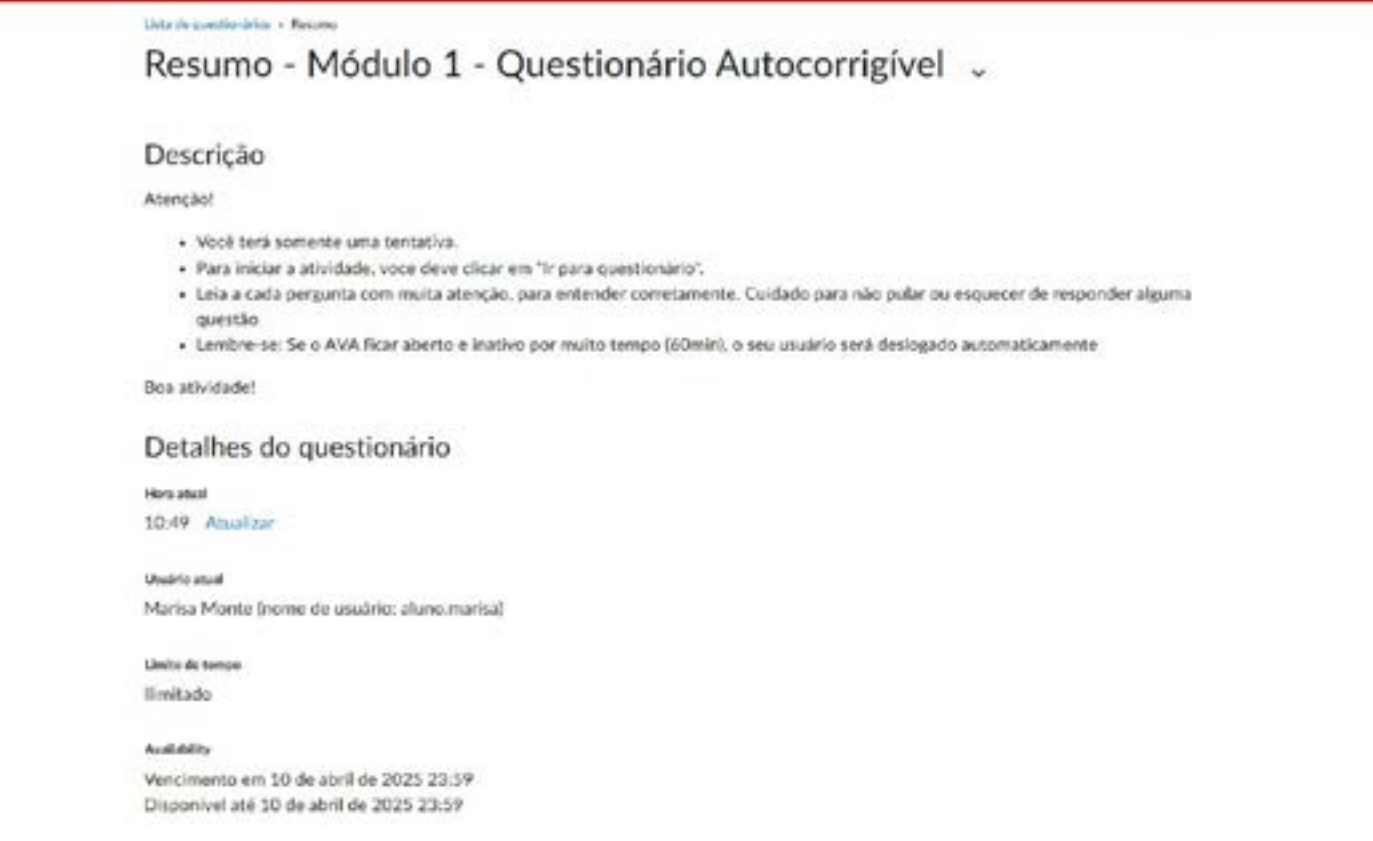 Lista de questionários › Resumo
Resumo - Módulo 1 - Questionário Autocorrigível
Descrição
Atenção!
• Você terá somente uma tentativa.
• Para iniciar a atividade, voce deve clicar em "Ir para questionário".
• Leia a cada pergunta com muita atenção, para entender corretamente. Cuidado para não pular ou esquecer de responder alguma
questão
• Lembre-se: Se o AVA ficar aberto e inativo por muito tempo (60min), o seu usuário será deslogado automaticamente
Boa atividade!
Detalhes do questionário
Hora atual
10:49 Atualizar
Usuário atual
Marisa Monte (nome de usuário: aluno.marisa)
Limite de tempo
Ilimitado
Availability
Vencimento em 10 de abril de 2025 23:59
Disponível até 10 de abril de 2025 23:59